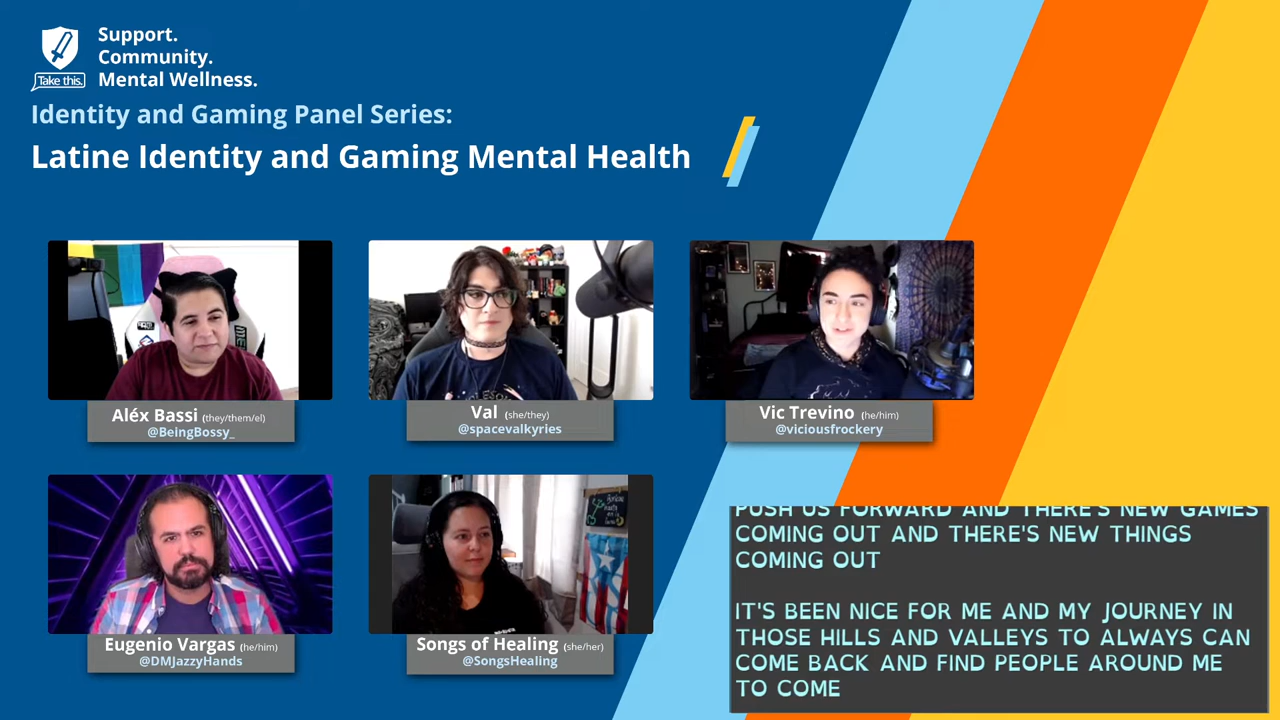 Support.
Community.
Mental Wellness.
Take this.
Identity and Gaming Panel Series:
Latine Identity and Gaming Mental Health
Aléx Bassi (they/them/el)
@BeingBossy_
Val (she/they)
@spacevalkyries
Vic Trevino (he/him)
@viciousfrockery
Eugenio Vargas (he/him)
@DMJazzyHands
Songs of Healing (she/her)
@SongsHealing
PUSH US FORWARD AND THERE'S NEW GAMES
COMING OUT AND THERE'S NEW THINGS
COMING OUT
IT'S BEEN NICE FOR ME AND MY JOURNEY IN
THOSE HILLS AND VALLEYS TO ALWAYS CAN
COME BACK AND FIND PEOPLE AROUND ME
TO COME